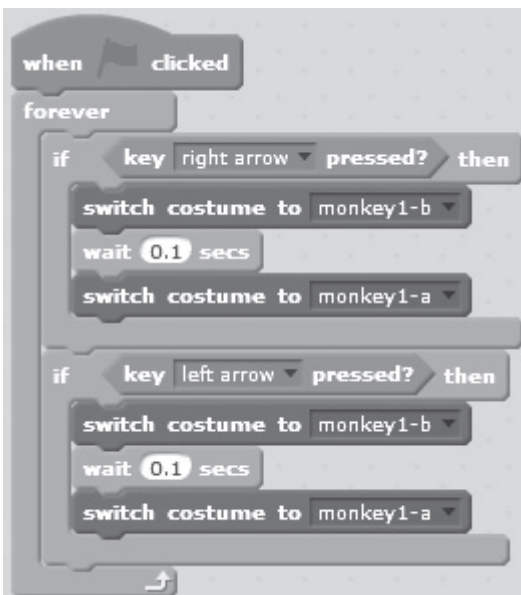 when clicked
forever
if key right arrow pressed? then
switch costume to monkey1-b
wait 0.1 secs
switch costume to monkey1-a
if key left arrow pressed? then
switch costume to monkey1-b
wait 0.1 secs
switch costume to monkey1-a